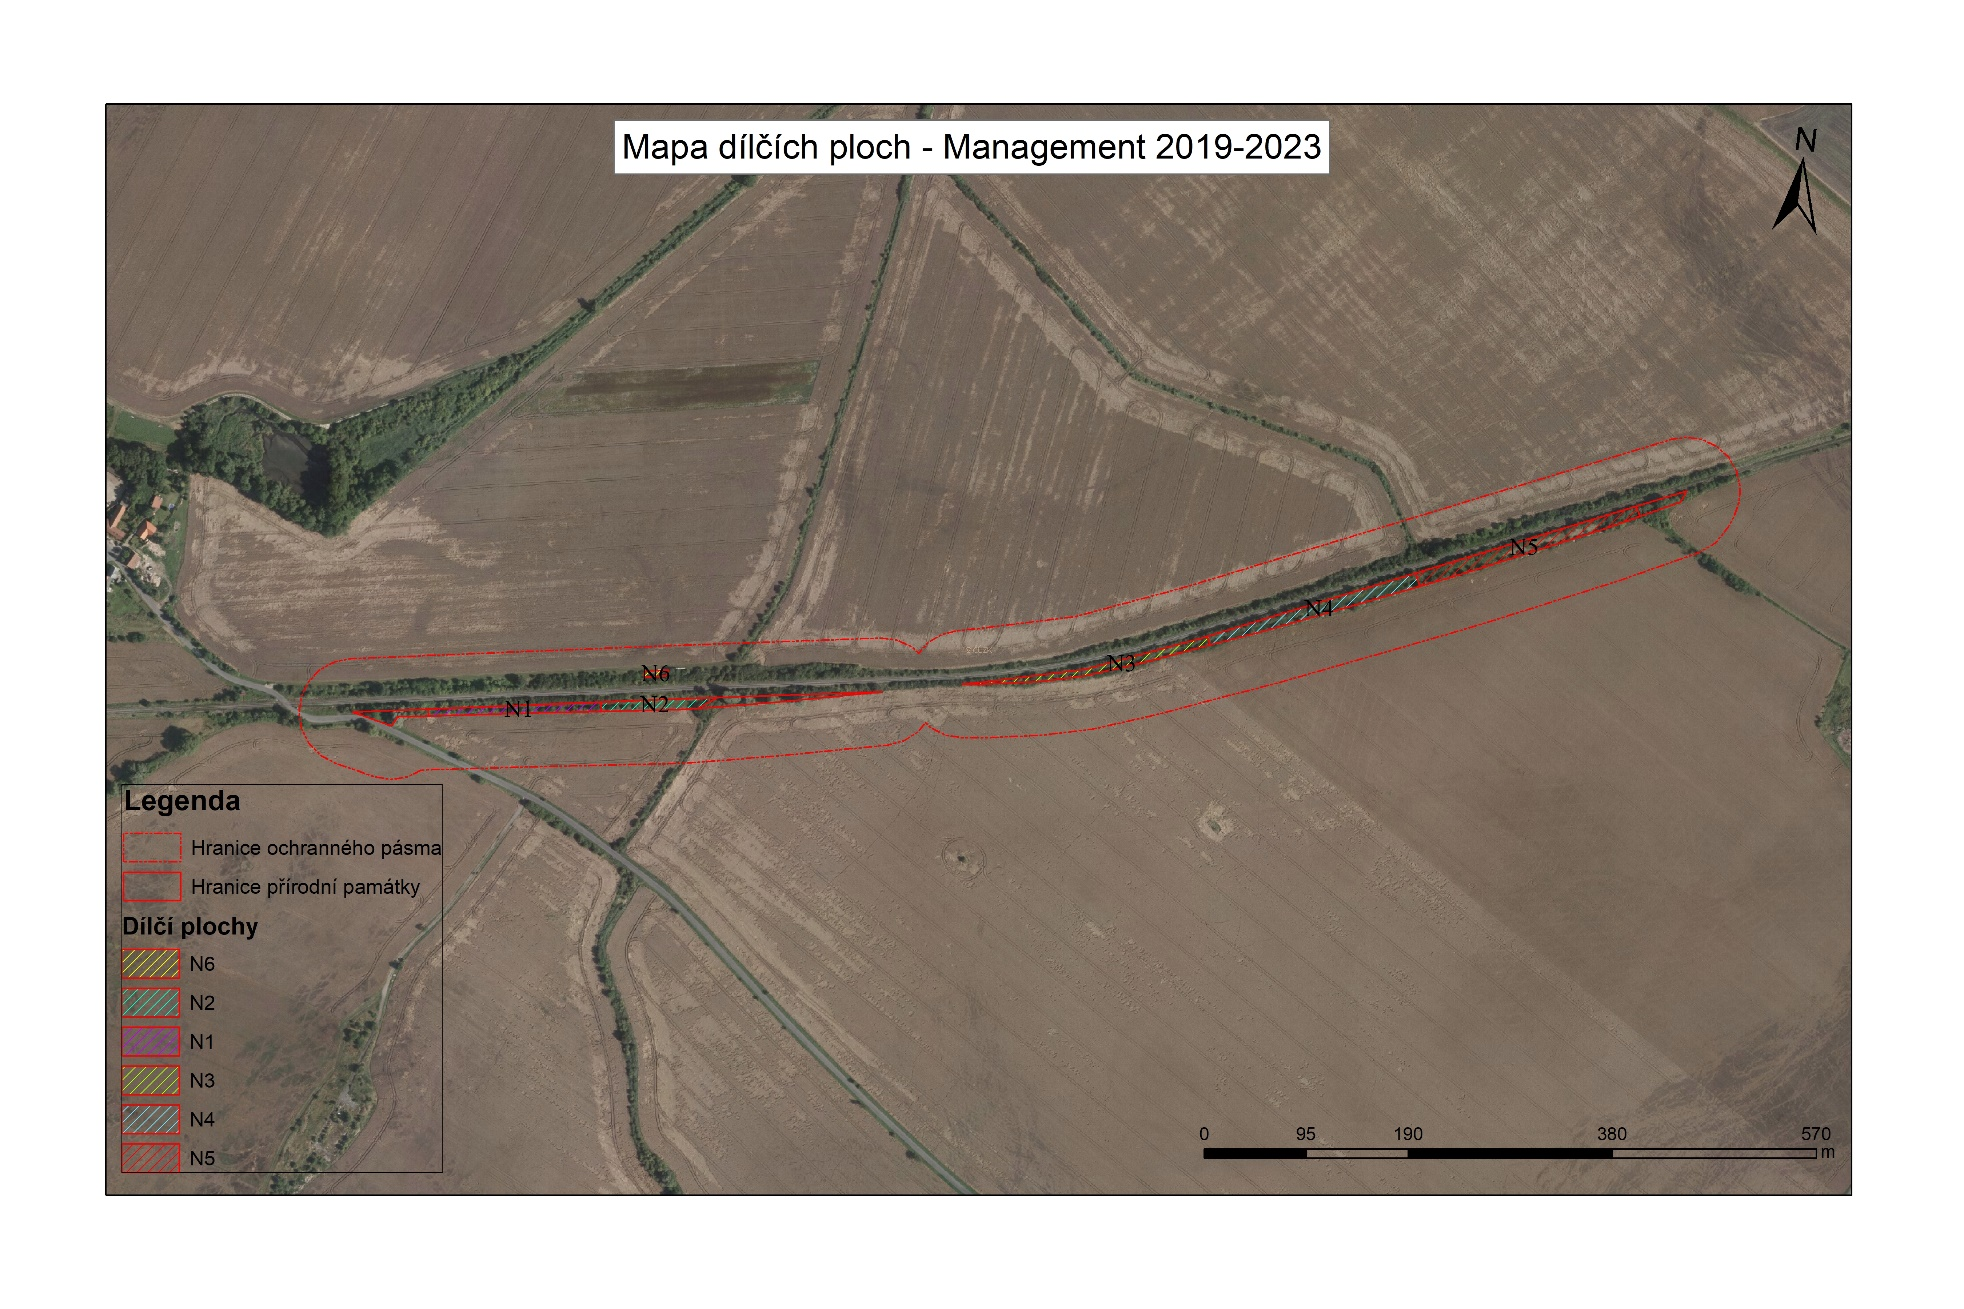 Mapa dílčích ploch - Management 2019-2023
N
N5
N4
N3
N6
N2
N1
Legenda
Hranice ochranného pásma
Hranice přírodní památky
Dílčí plochy
N6
N2
N1
N3
N4
N5
0 95 190 380 570
m